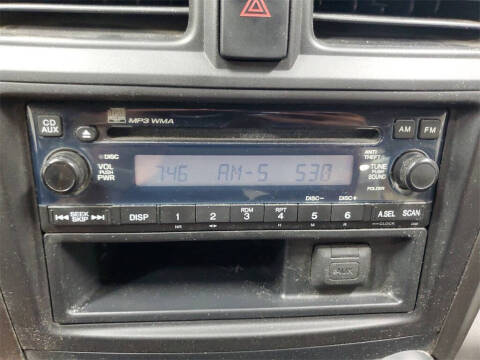 MP3 WMA
CD
AUX
AM
FM
DISC
ANTI
THEFT
VOL
PUSH
PWR
746 AM-5 530
TUNE
PUSH
SOUND
FOLDER
DISC- DISC+
SEEK
SKIP
DISP
1
2
RDM
3
RPT
4
5
6
A.SEL
SCAN
CLOCK
AUX